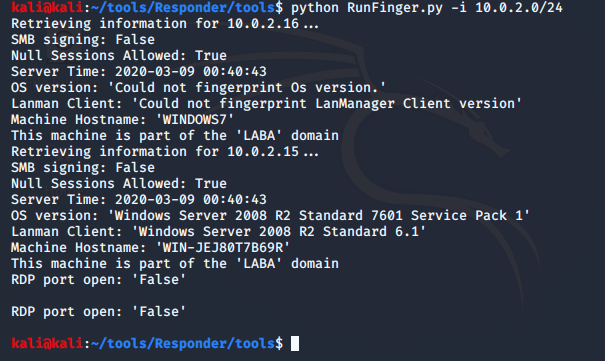 kali@kali:~/tools/Responder/tools$ python RunFinger.py -i 10.0.2.0/24
Retrieving information for 10.0.2.16...
SMB signing: False
Null Sessions Allowed: True
Server Time: 2020-03-09 00:40:43
OS version: 'Could not fingerprint Os version.'
Lanman Client: 'Could not fingerprint LanManager Client version'
Machine Hostname: 'WINDOWS7'
This machine is part of the 'LABA' domain
Retrieving information for 10.0.2.15...
SMB signing: False
Null Sessions Allowed: True
Server Time: 2020-03-09 00:40:43
OS version: 'Windows Server 2008 R2 Standard 7601 Service Pack 1'
Lanman Client: 'Windows Server 2008 R2 Standard 6.1'
Machine Hostname: 'WIN-JEJ80T7B69R'
This machine is part of the 'LABA' domain
RDP port open: 'False'
RDP port open: 'False'
kali@kali:~/tools/Responder/tools$